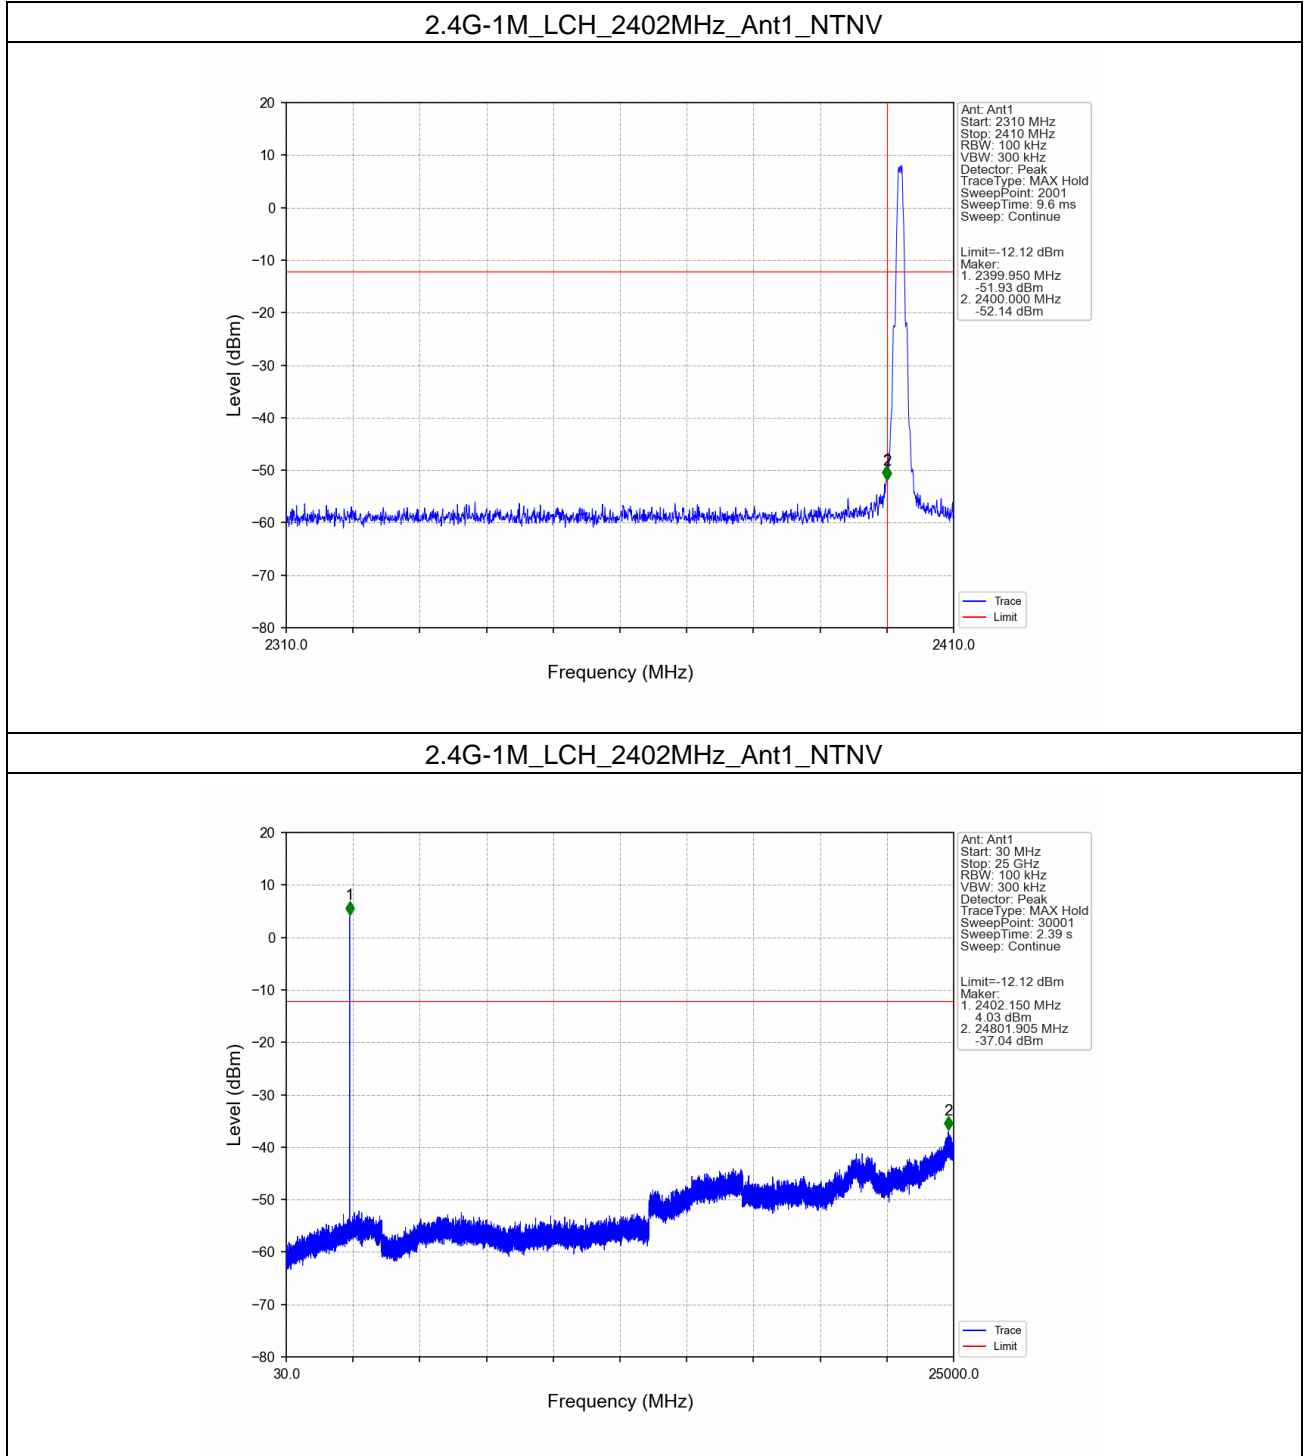 2.4G-1M_LCH_2402MHz_Ant1_NTNV
20
10
0
−10
−20
−30
−40
−50
−60
−70
−80
Level (dBm)
2310.0
2410.0
Frequency (MHz)
2
Ant: Ant1
Start: 2310 MHz
Stop: 2410 MHz
RBW: 100 kHz
VBW: 300 kHz
Detector: Peak
TraceType: MAX Hold
SweepPoint: 2001
SweepTime: 9.6 ms
Sweep: Continue
Limit=-12.12 dBm
Maker:
1. 2399.950 MHz
-51.93 dBm
2. 2400.000 MHz
-52.14 dBm
Trace
Limit
2.4G-1M_LCH_2402MHz_Ant1_NTNV
20
10
0
−10
−20
−30
−40
−50
−60
−70
−80
Level (dBm)
30.0
25000.0
Frequency (MHz)
1
2
Ant: Ant1
Start: 30 MHz
Stop: 25 GHz
RBW: 100 kHz
VBW: 300 kHz
Detector: Peak
TraceType: MAX Hold
SweepPoint: 30001
SweepTime: 2.39 s
Sweep: Continue
Limit=-12.12 dBm
Maker:
1. 2402.150 MHz
4.03 dBm
2. 24801.905 MHz
-37.04 dBm
Trace
Limit